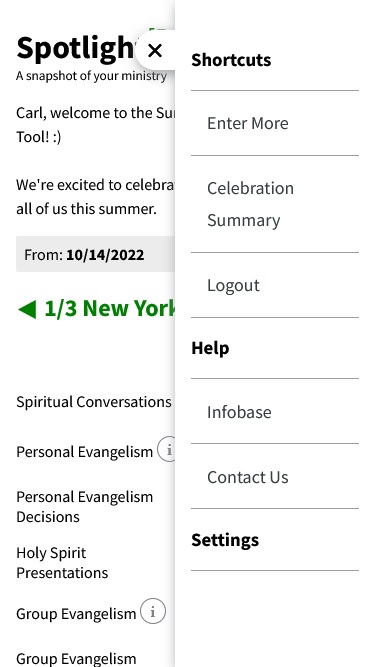 Spotligh
A snapshot of your ministry
Carl, welcome to the Su
Tool! :)
We're excited to celebra
all of us this summer.
From: 10/14/2022
◀ 1/3 New York
Spiritual Conversations
Personal Evangelism i
Personal Evangelism
Decisions
Holy Spirit
Presentations
Group Evangelism i
Group Evangelism
×
Shortcuts
Enter More
Celebration
Summary
Logout
Help
Infobase
Contact Us
Settings